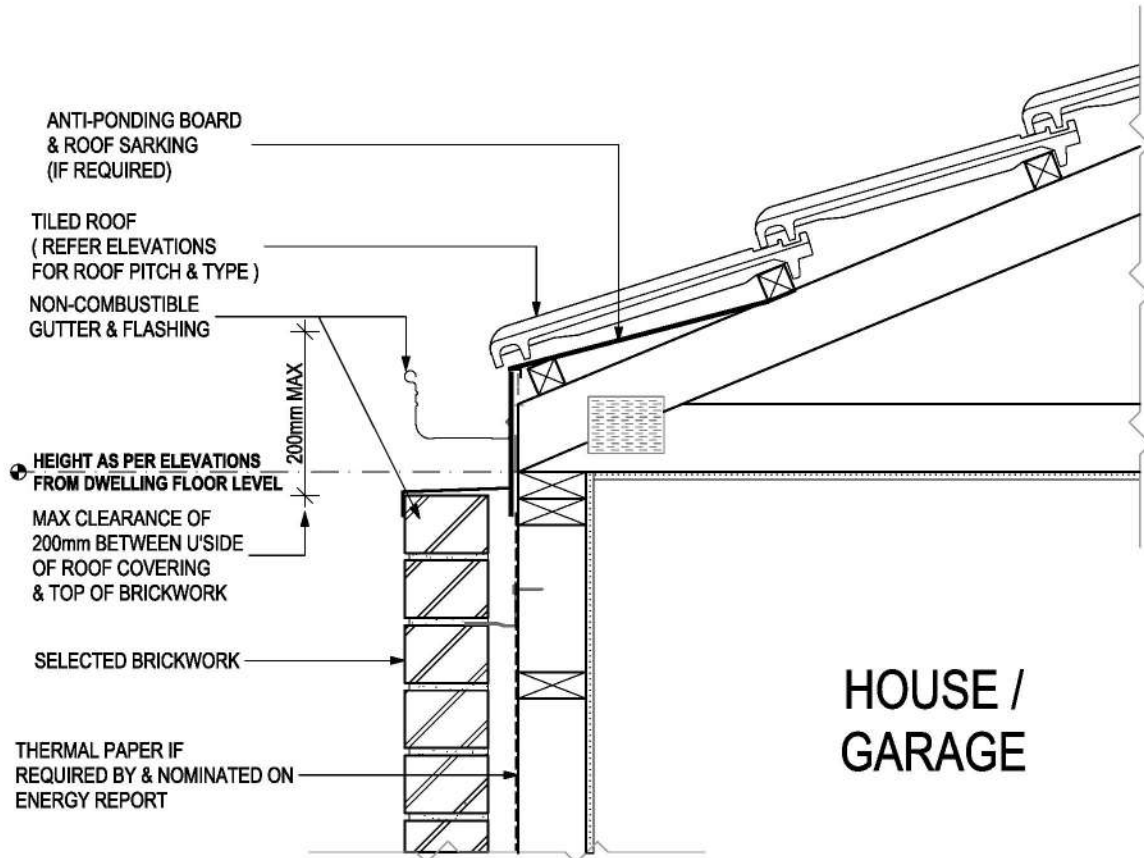 ANTI-PONDING BOARD
& ROOF SARKING
(IF REQUIRED)
TILED ROOF
( REFER ELEVATIONS
FOR ROOF PITCH & TYPE )
NON-COMBUSTIBLE
GUTTER & FLASHING
200mm MAX
HEIGHT AS PER ELEVATIONS
FROM DWELLING FLOOR LEVEL
MAX CLEARANCE OF
200mm BETWEEN U'SIDE
OF ROOF COVERING
& TOP OF BRICKWORK
SELECTED BRICKWORK
THERMAL PAPER IF
REQUIRED BY & NOMINATED ON
ENERGY REPORT
HOUSE /
GARAGE